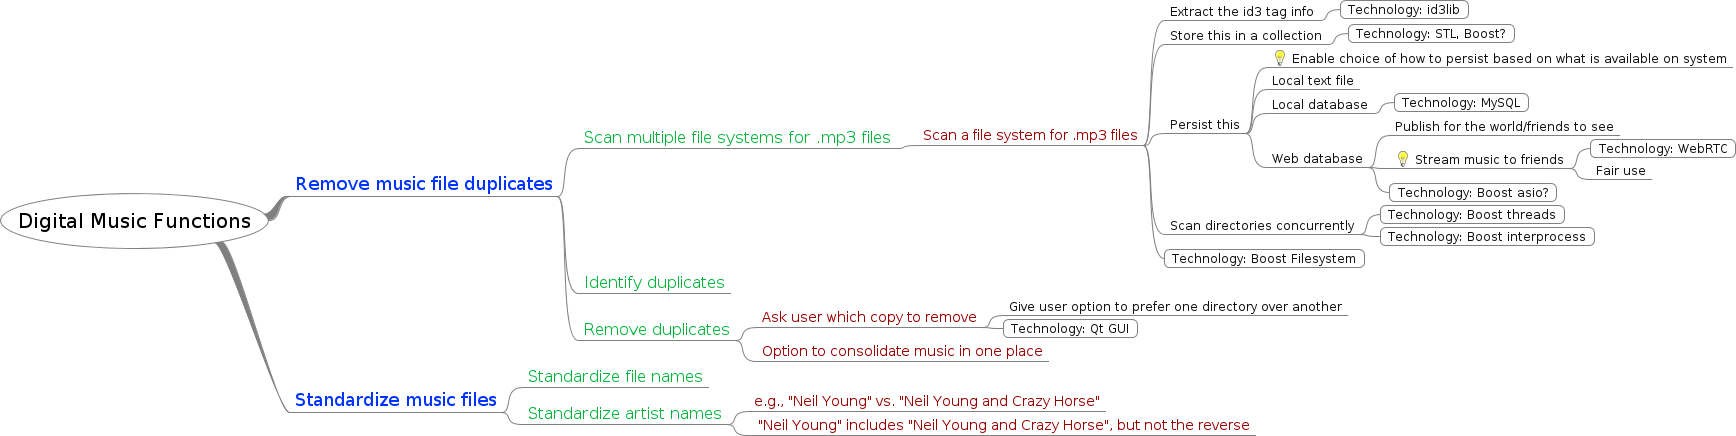 Digital Music Functions
Remove music file duplicates
Scan multiple file systems for .mp3 files
Scan a file system for .mp3 files
Extract the id3 tag info
Technology: id3lib
Store this in a collection
Technology: STL, Boost?
Persist this
Enable choice of how to persist based on what is available on system
Local text file
Local database
Technology: MySQL
Web database
Publish for the world/friends to see
Stream music to friends
Technology: WebRTC
Fair use
Technology: Boost asio?
Scan directories concurrently
Technology: Boost threads
Technology: Boost interprocess
Technology: Boost Filesystem
Identify duplicates
Remove duplicates
Ask user which copy to remove
Give user option to prefer one directory over another
Technology: Qt GUI
Option to consolidate music in one place
Standardize music files
Standardize file names
Standardize artist names
e.g., "Neil Young" vs. "Neil Young and Crazy Horse"
"Neil Young" includes "Neil Young and Crazy Horse", but not the reverse